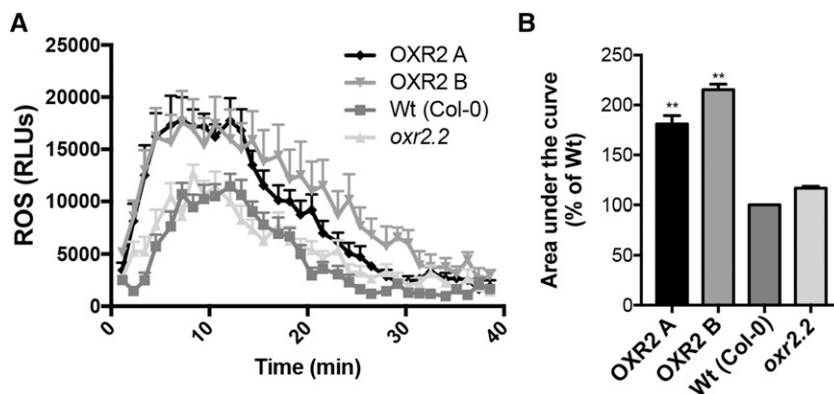 A
ROS (RLUs)
25000
20000
15000
10000
5000
0
0
10
20
30
40
Time (min)
OXR2 A
OXR2 B
Wt (Col-0)
oxr2.2
B
Area under the curve
(% of Wt)
250
200
150
100
50
0
**
**
OXR2 A
OXR2 B
Wt (Col-0)
oxr2.2